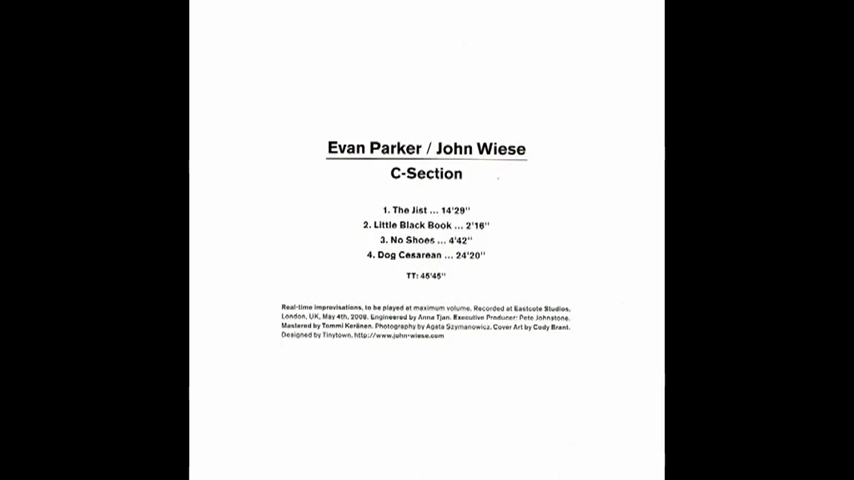 Evan Parker / John Wiese
C-Section
1. The Jist ... 14'29"
2. Little Black Book ... 2'16"
3. No Shoes ... 4'42"
4. Dog Cesarean ... 24'20"
TT: 45'45"
Real-time improvisations, to be played at maximum volume. Recorded at Eastcote Studios,
London, UK, May 4th, 2008. Engineered by Anna Tjan. Executive Producer: Pete Johnstone.
Mastered by Tommi Keränen. Photography by Agata Szymanowicz. Cover Art by Cody Brant.
Designed by Tinytown. http://www.john-wiese.com